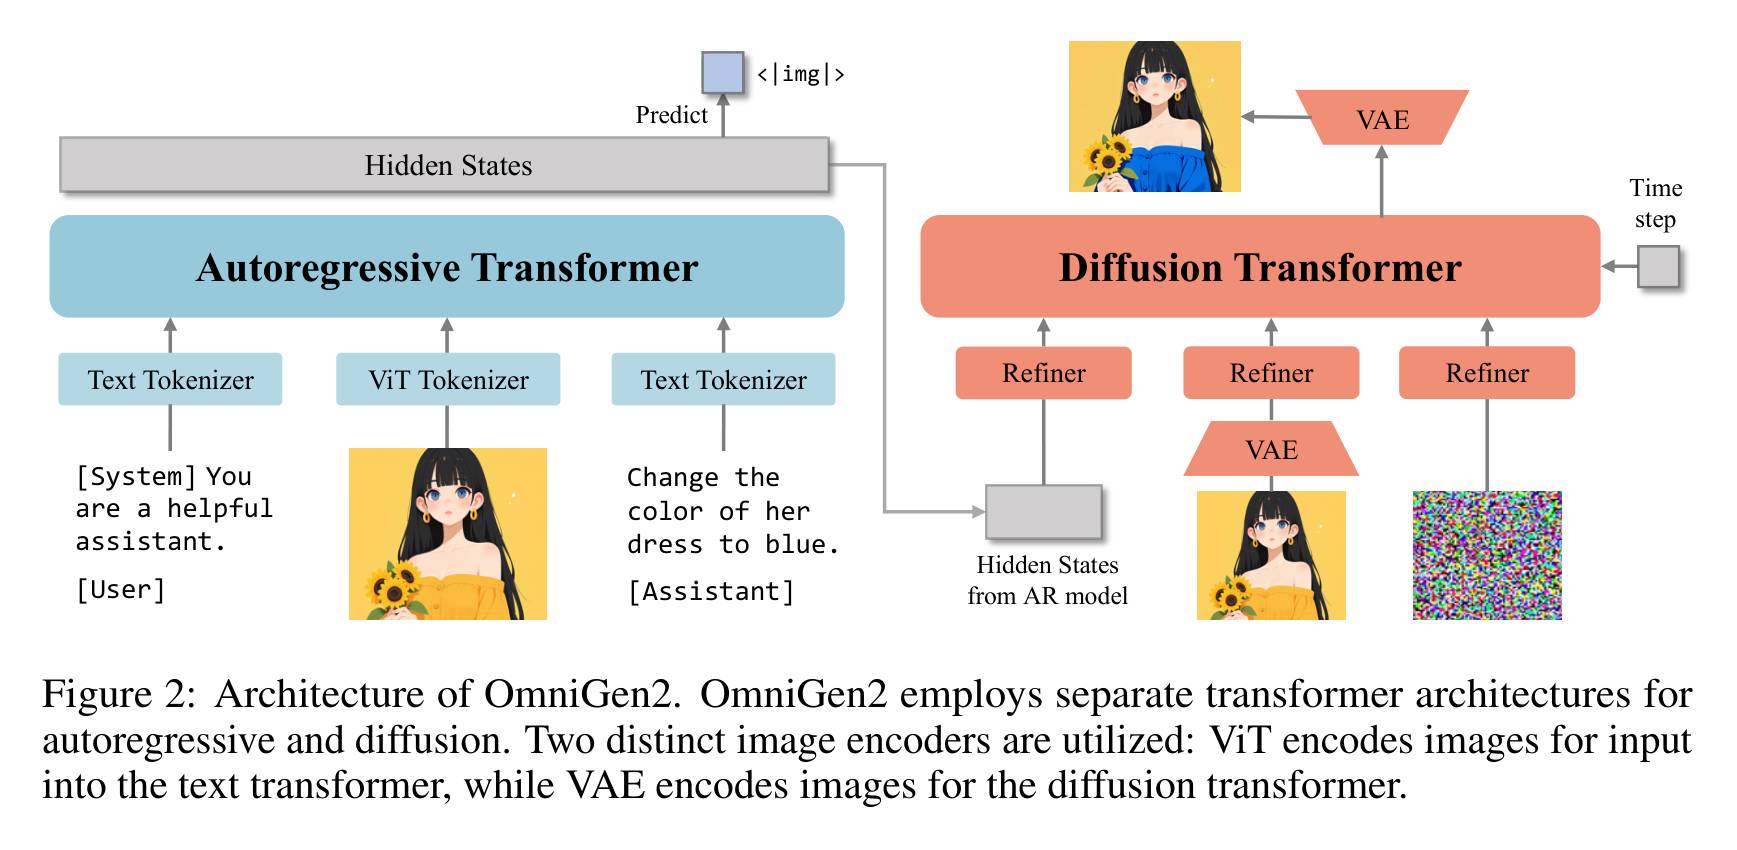 <|img|>
Predict
Hidden States
Autoregressive Transformer
Text Tokenizer
ViT Tokenizer
Text Tokenizer
[System] You
are a helpful
assistant.
[User]
Change the
color of her
dress to blue.
[Assistant]
VAE
Time
step
Diffusion Transformer
Refiner
Refiner
Refiner
VAE
Hidden States
from AR model
Figure 2: Architecture of OmniGen2. OmniGen2 employs separate transformer architectures for
autoregressive and diffusion. Two distinct image encoders are utilized: ViT encodes images for input
into the text transformer, while VAE encodes images for the diffusion transformer.